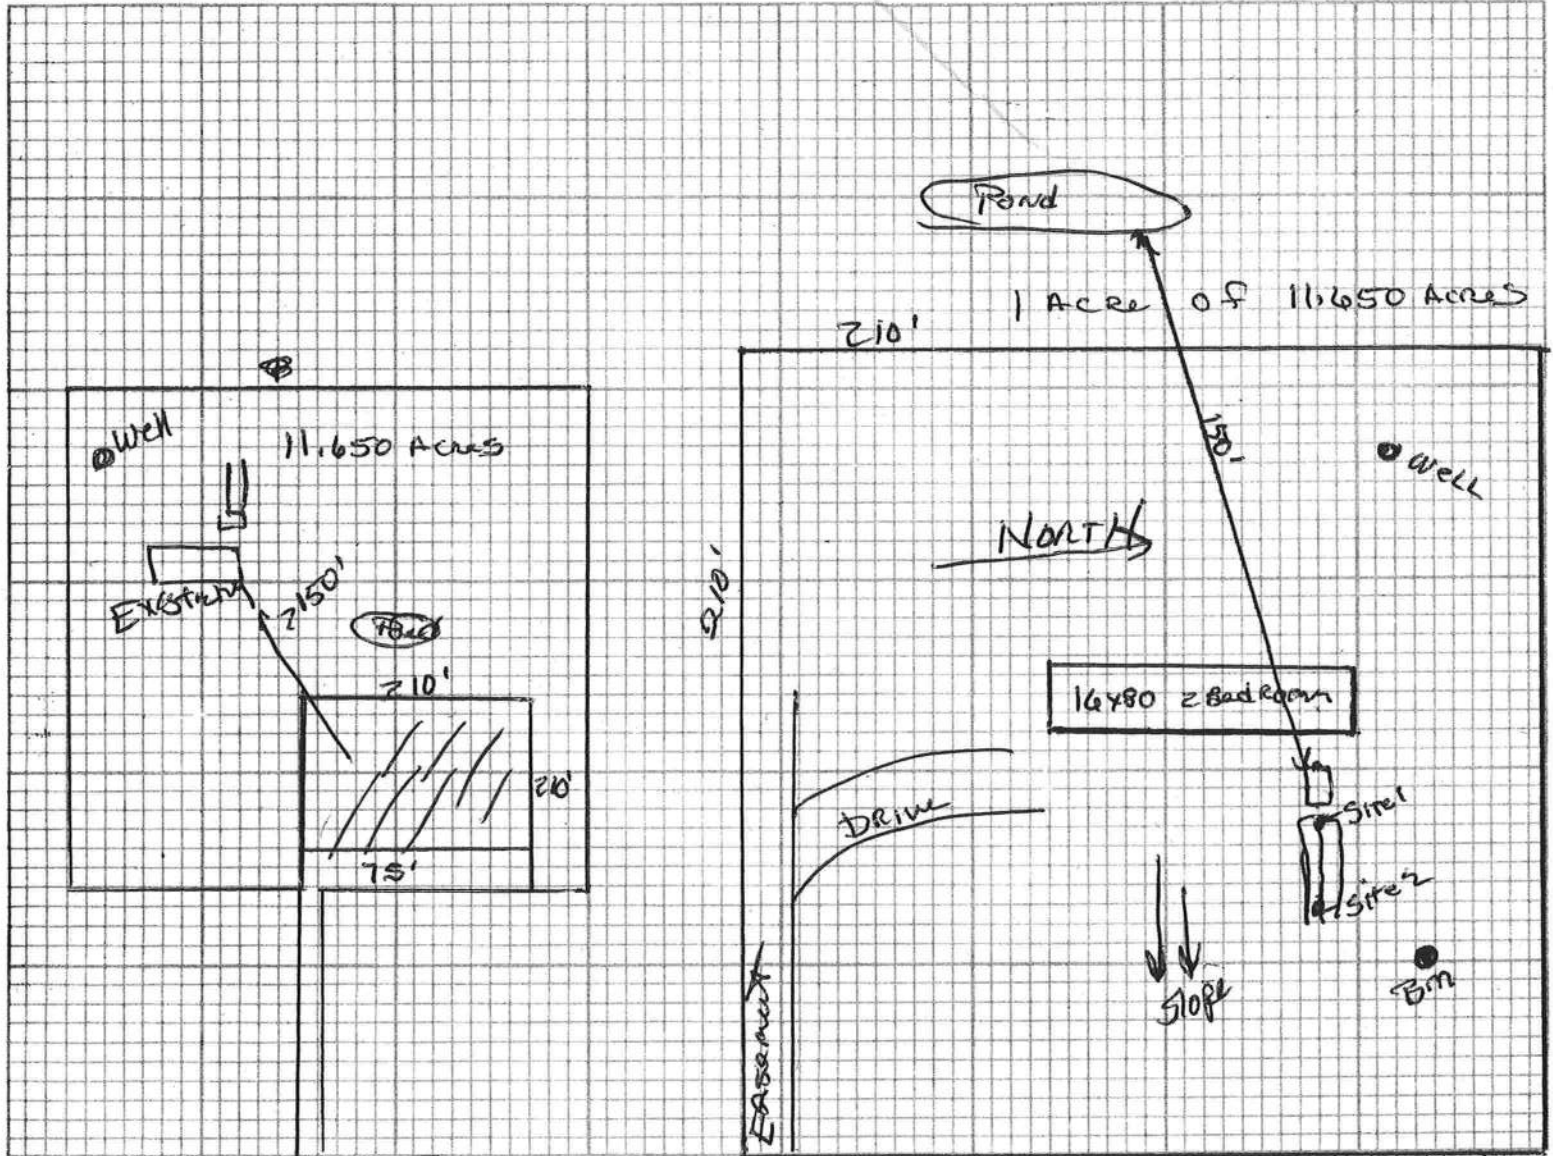 Well
11.650 Acres
Existing
210'
210'
75'
Pond
1 Acre of 11.650 Acres
210'
210'
150'
Well
NORTH
16x80 2 Bedroom
DRIVE
Site 1
Site 2
Slope
BM
Easement